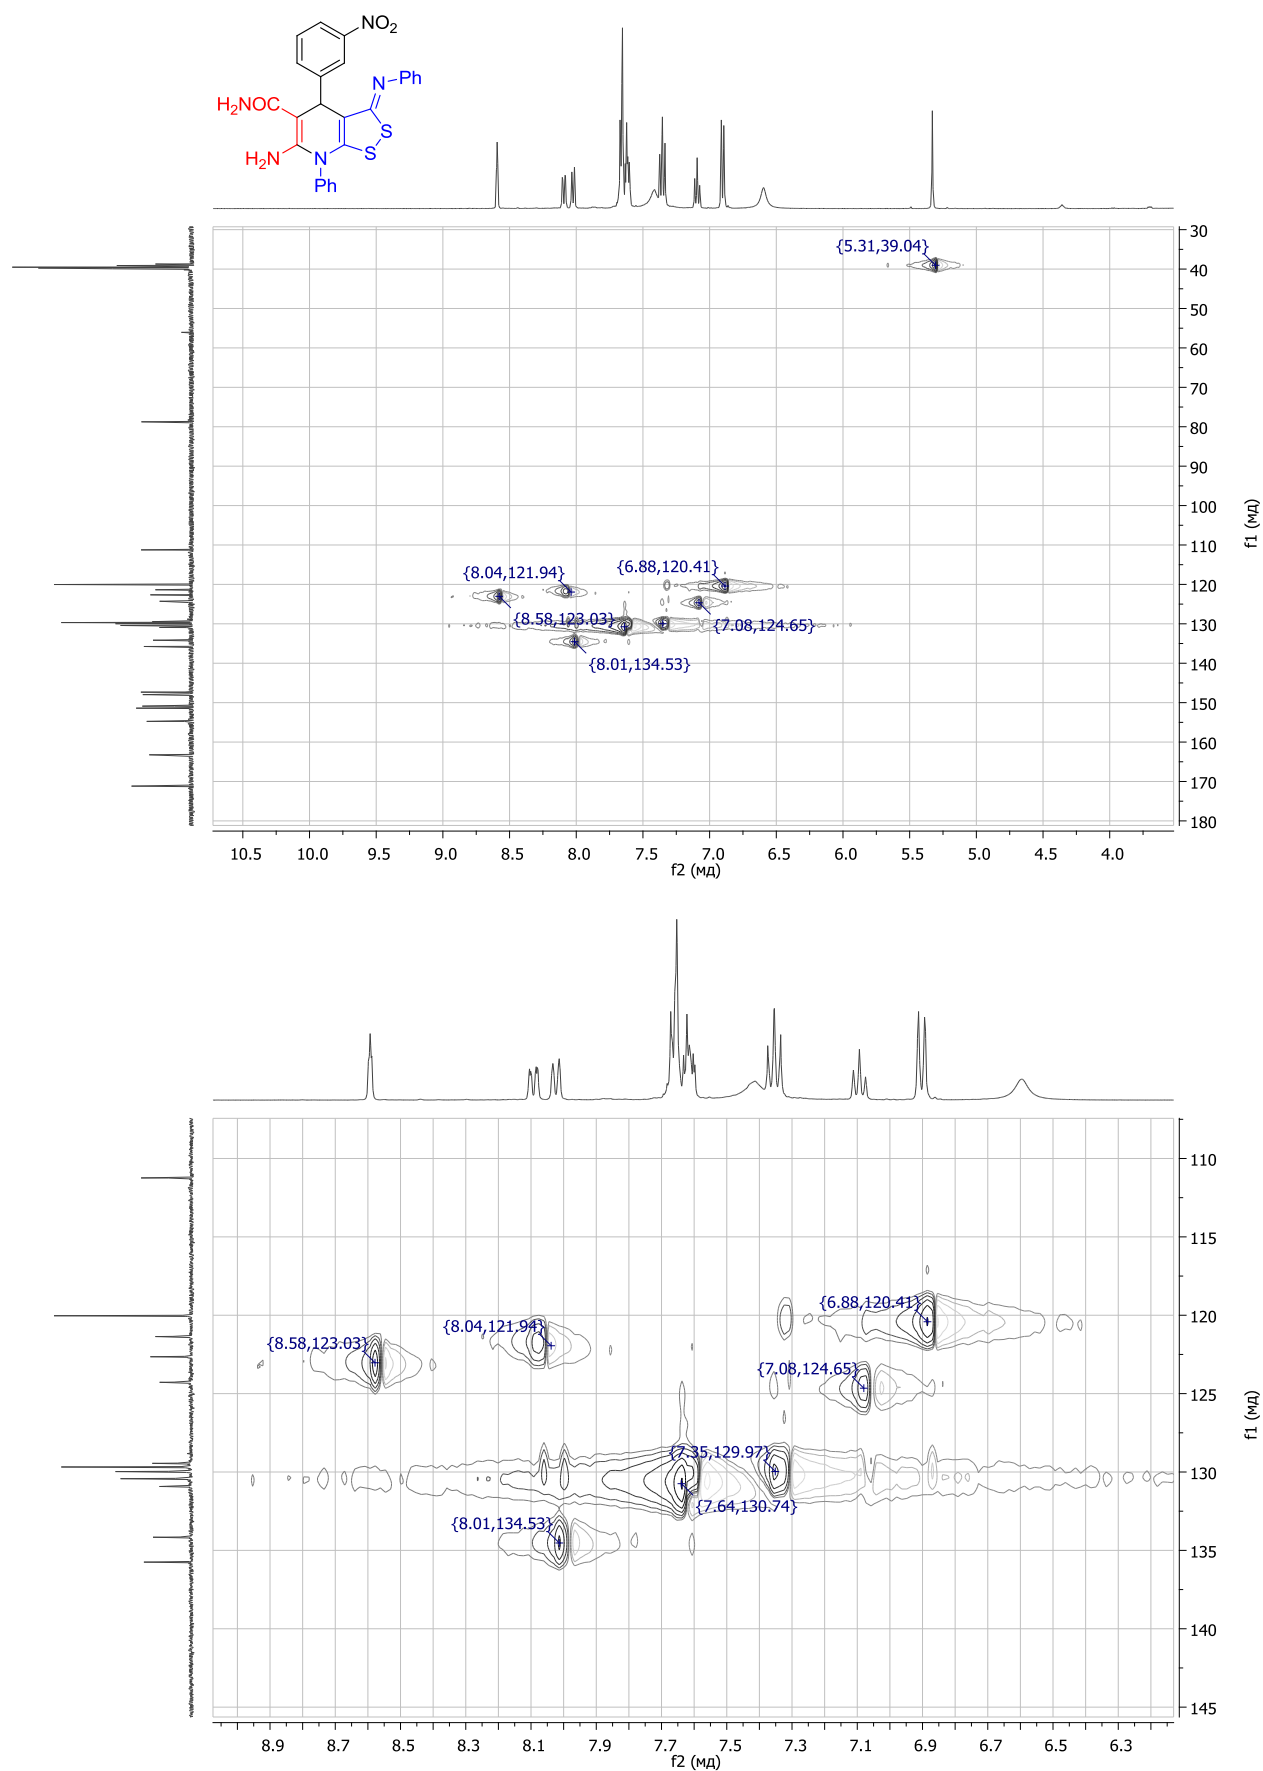 NO2
N
Ph
H2NOC
S
S
H2N
N
Ph
{5.31,39.04}
{8.04,121.94}
{6.88,120.41}
{8.58,123.03}
{7.08,124.65}
{8.01,134.53}
30
40
50
60
70
80
90
100
110
120
130
140
150
160
170
180
f1 (мд)
10.5 10.0 9.5 9.0 8.5 8.0 7.5 7.0 6.5 6.0 5.5 5.0 4.5 4.0
f2 (мд)
{6.88,120.41}
{8.04,121.94}
{8.58,123.03}
{7.08,124.65}
{7.35,129.97}
{7.64,130.74}
{8.01,134.53}
110
115
120
125
130
135
140
145
f1 (мд)
8.9 8.7 8.5 8.3 8.1 7.9 7.7 7.5 7.3 7.1 6.9 6.7 6.5 6.3
f2 (мд)